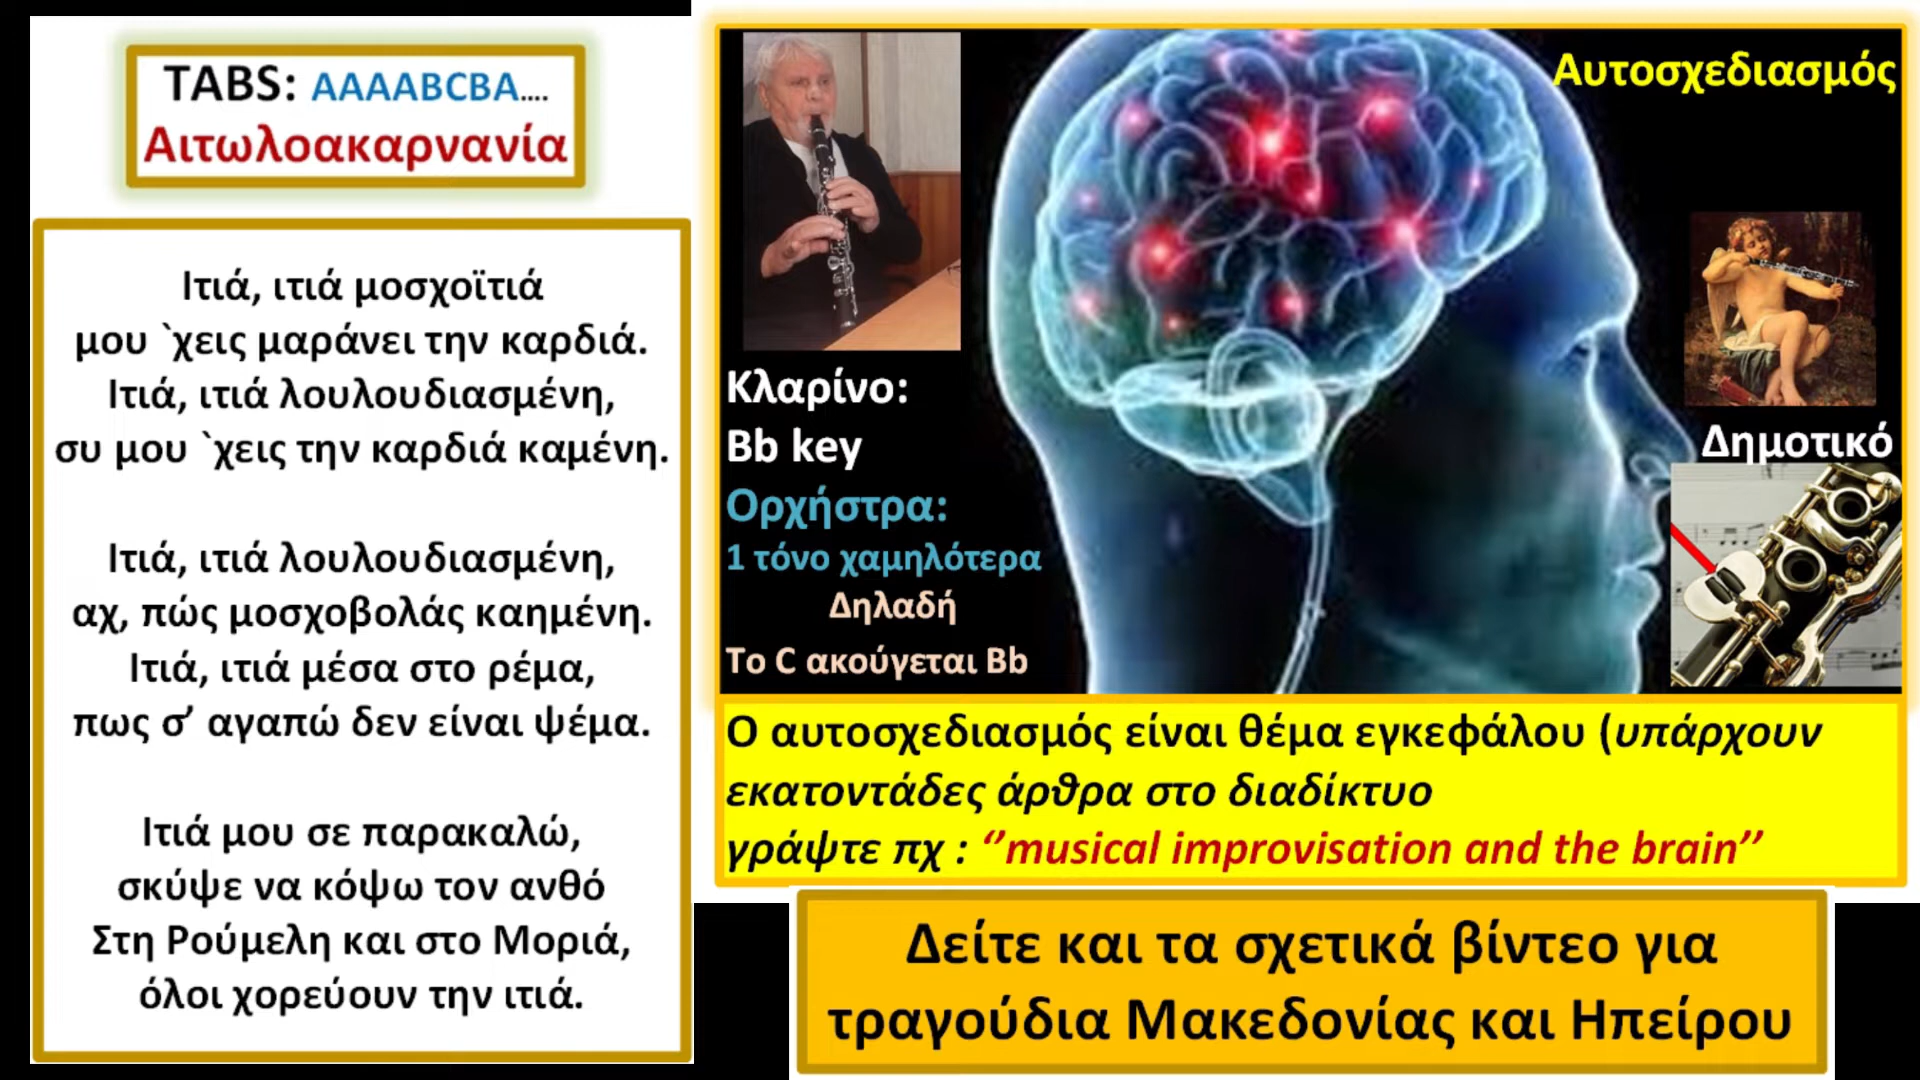 TABS: AAAABCBA....
Αιτωλοακαρνανία
Ιτιά, ιτιά μοσχοϊτιά
μου `χεις μαράνει την καρδιά.
Ιτιά, ιτιά λουλουδιασμένη,
συ μου `χεις την καρδιά καμένη.
Ιτιά, ιτιά λουλουδιασμένη,
αχ, πώς μοσχοβολάς καημένη.
Ιτιά, ιτιά μέσα στο ρέμα,
πως σ’ αγαπώ δεν είναι ψέμα.
Ιτιά μου σε παρακαλώ,
σκύψε να κόψω τον ανθό
Στη Ρούμελη και στο Μοριά,
όλοι χορεύουν την ιτιά.
Αυτοσχεδιασμός
Κλαρίνο:
Bb key
Ορχήστρα:
1 τόνο χαμηλότερα
Δηλαδή
Το C ακούγεται Bb
Δημοτικό
Ο αυτοσχεδιασμός είναι θέμα εγκεφάλου (υπάρχουν
εκατοντάδες άρθρα στο διαδίκτυο
γράψτε πχ : ‘’musical improvisation and the brain’’
Δείτε και τα σχετικά βίντεο για
τραγούδια Μακεδονίας και Ηπείρου